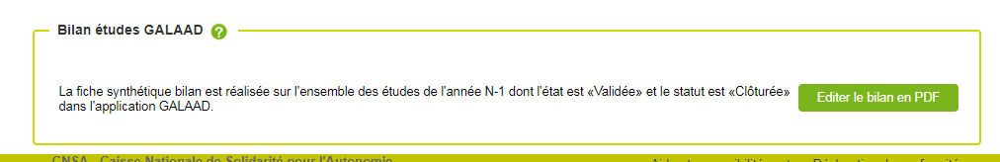 Bilan études GALAAD ?
La fiche synthétique bilan est réalisée sur l'ensemble des études de l'année N-1 dont l'état est «Validée» et le statut est «Clôturée»
dans l'application GALAAD.
Editer le bilan en PDF
CNSA - Caisse Nationale de Solidarité pour l'Autonomie